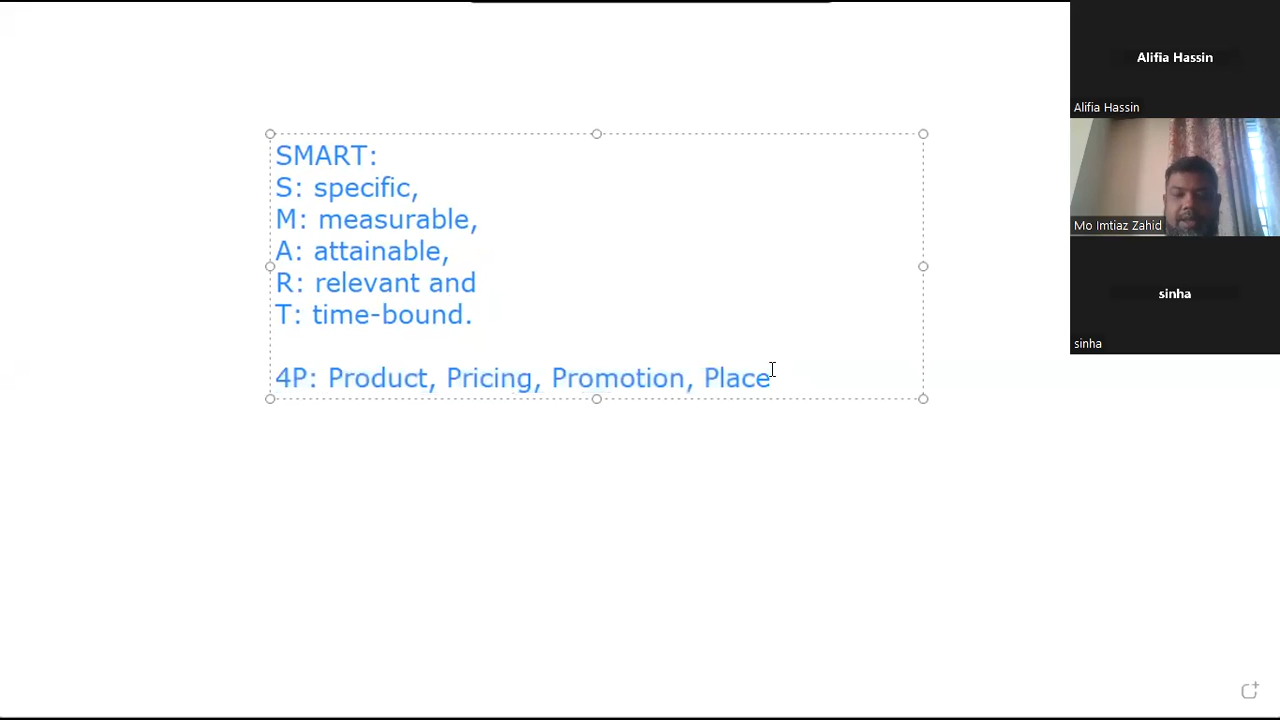 SMART:
S: specific,
M: measurable,
A: attainable,
R: relevant and
T: time-bound.
4P: Product, Pricing, Promotion, Place
Alifia Hassin
Alifia Hassin
Mo Imtiaz Zahid
sinha
sinha